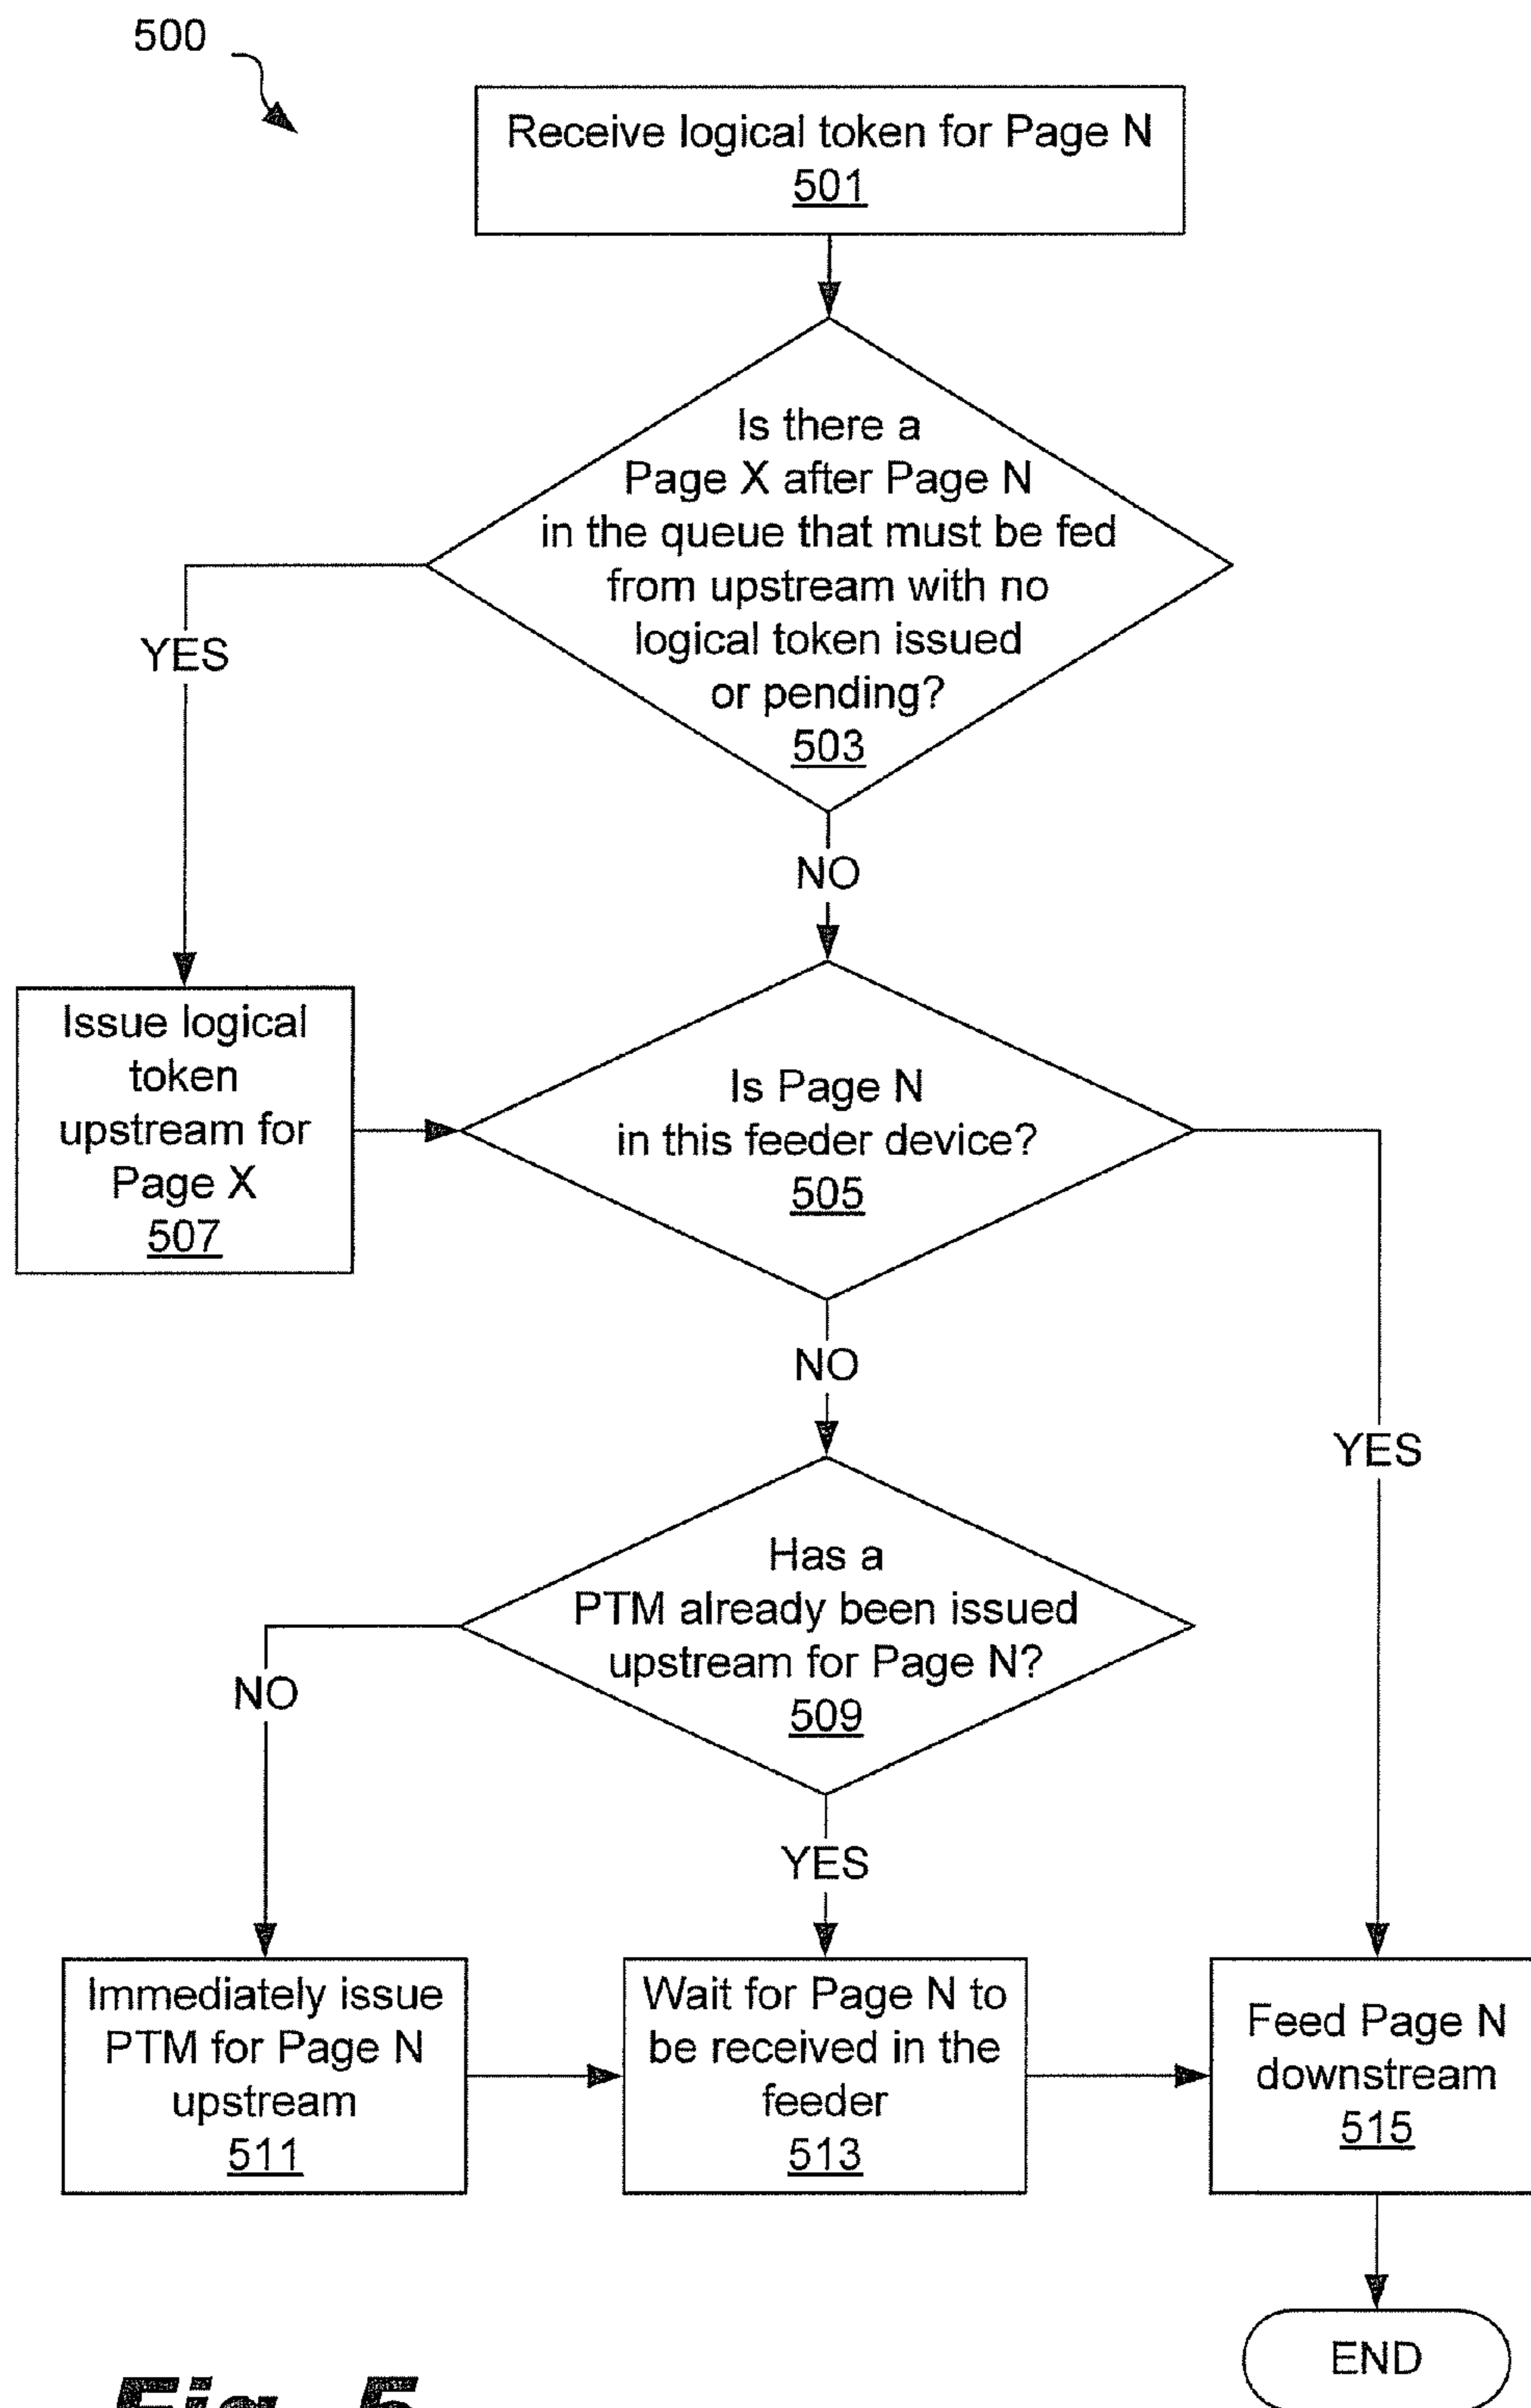 500
Receive logical token for Page N
501
Is there a
Page X after Page N
in the queue that must be fed
from upstream with no
logical token issued
or pending?
503
YES
NO
Issue logical
token
upstream for
Page X
507
Is Page N
in this feeder device?
505
NO
YES
Has a
PTM already been issued
upstream for Page N?
509
NO
YES
Immediately issue
PTM for Page N
upstream
511
Wait for Page N to
be received in the
feeder
513
Feed Page N
downstream
515
END
Fig. 5